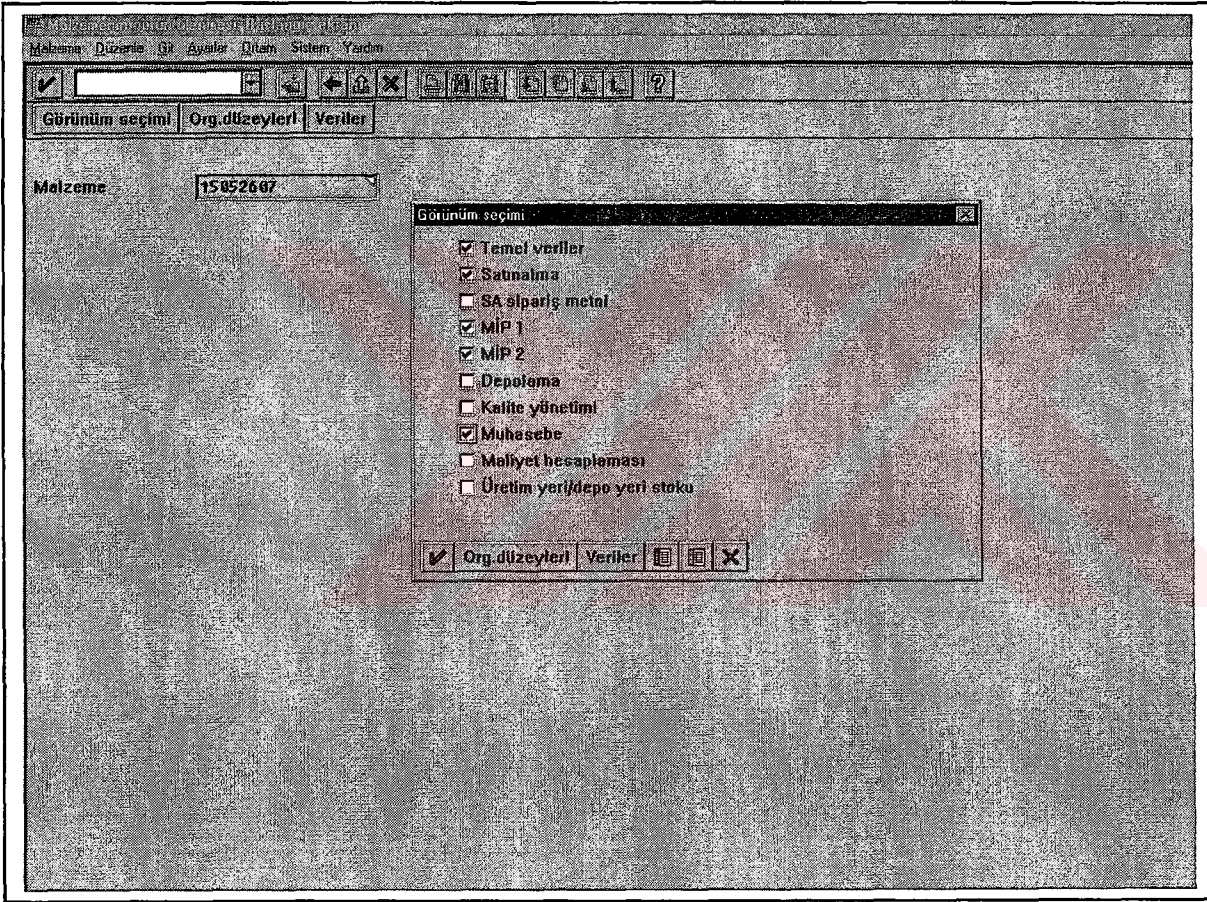 Malzeme Düzenle Git Ayarlar Ortam Sistem Yardım
Görünüm seçimi Org.düzeyleri Veriler
Malzeme 15052607
Görünüm seçimi
Temel veriler
Satınalma
SA sipariş metni
MİP 1
MİP 2
Depolama
Kalite yönetimi
Muhasebe
Maliyet hesaplaması
Üretim yeri/depo yeri stoku
Org.düzeyleri Veriler